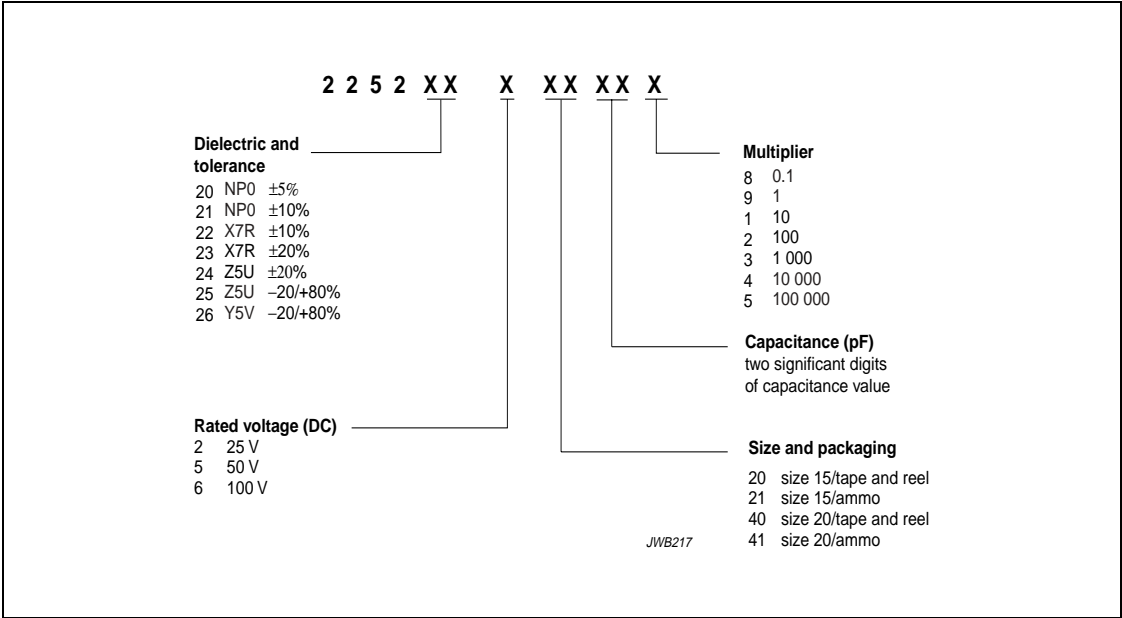 2 2 5 2 X X X X X X X X
Dielectric and
tolerance
20 NP0 ±5%
21 NP0 ±10%
22 X7R ±10%
23 X7R ±20%
24 Z5U ±20%
25 Z5U −20/+80%
26 Y5V −20/+80%
Rated voltage (DC)
2 25 V
5 50 V
6 100 V
Multiplier
8 0.1
9 1
1 10
2 100
3 1 000
4 10 000
5 100 000
Capacitance (pF)
two significant digits
of capacitance value
Size and packaging
20 size 15/tape and reel
21 size 15/ammo
40 size 20/tape and reel
41 size 20/ammo
JWB217